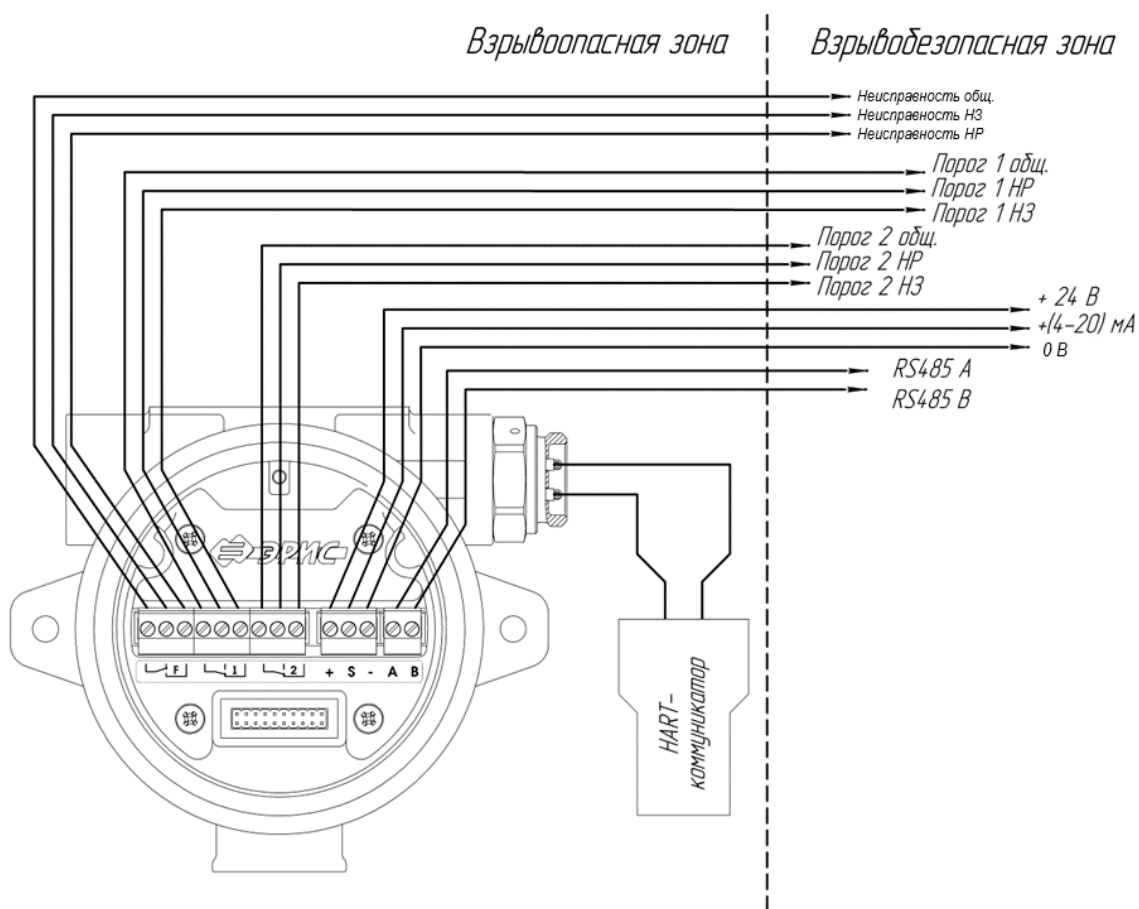 Взрывоопасная зона
Взрывобезопасная зона
Неисправность общ.
Неисправность НЗ
Неисправность НР
Порог 1 общ.
Порог 1 НР
Порог 1 НЗ
Порог 2 общ.
Порог 2 НР
Порог 2 НЗ
+ 24 В
+(4-20) мА
0 В
RS485 А
RS485 В
ЭРИС
F 1 2 + S - A B
HART-
коммуникатор